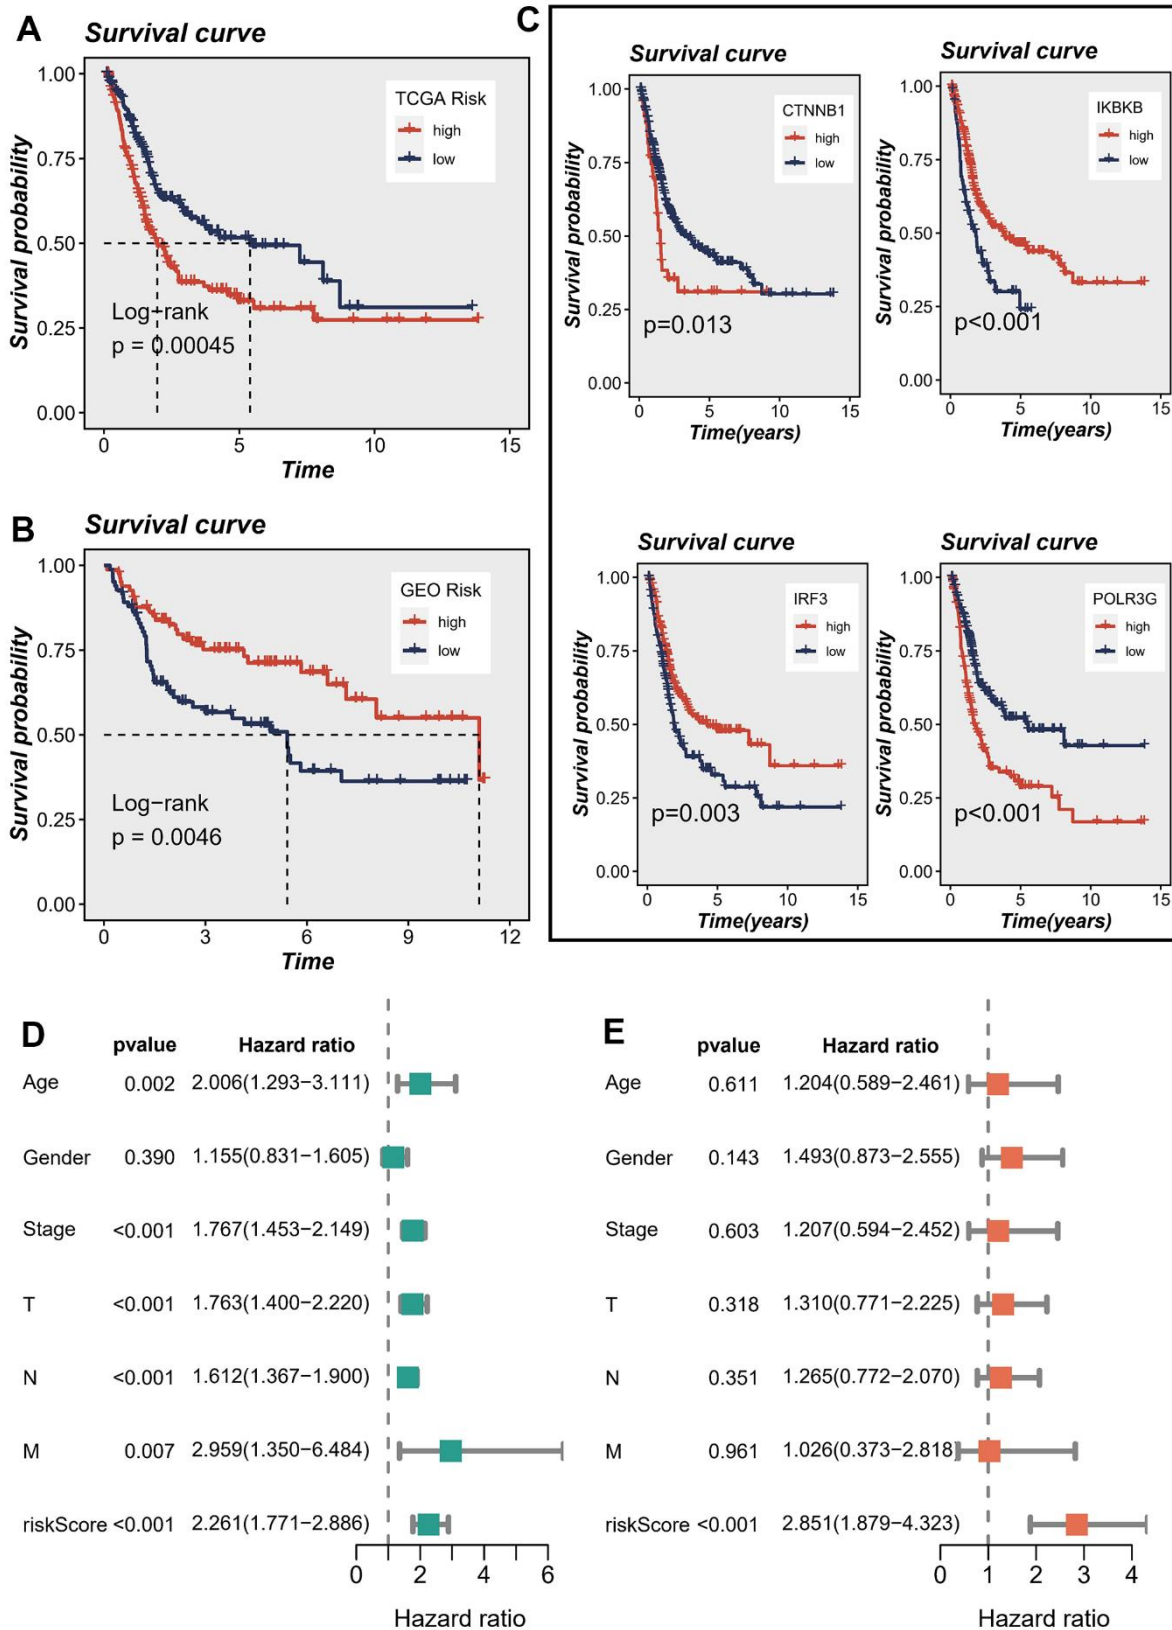 A
Survival curve
Survival probability
1.00
0.75
0.50
0.25
0.00
TCGA Risk
high
low
Log-rank
p = 0.00045
0 5 10 15
Time
B
Survival curve
Survival probability
1.00
0.75
0.50
0.25
0.00
GEO Risk
high
low
Log-rank
p = 0.0046
0 3 6 9 12
Time
C
Survival curve
Survival probability
1.00
0.75
0.50
0.25
0.00
CTNNB1
high
low
p=0.013
0 5 10 15
Time(years)
Survival curve
Survival probability
1.00
0.75
0.50
0.25
0.00
IKBKB
high
low
p<0.001
0 5 10 15
Time(years)
Survival curve
Survival probability
1.00
0.75
0.50
0.25
0.00
IRF3
high
low
p=0.003
0 5 10 15
Time(years)
Survival curve
Survival probability
1.00
0.75
0.50
0.25
0.00
POLR3G
high
low
p<0.001
0 5 10 15
Time(years)
D
pvalue Hazard ratio
Age 0.002 2.006(1.293-3.111)
Gender 0.390 1.155(0.831-1.605)
Stage <0.001 1.767(1.453-2.149)
T <0.001 1.763(1.400-2.220)
N <0.001 1.612(1.367-1.900)
M 0.007 2.959(1.350-6.484)
riskScore <0.001 2.261(1.771-2.886)
0 2 4 6
Hazard ratio
E
pvalue Hazard ratio
Age 0.611 1.204(0.589-2.461)
Gender 0.143 1.493(0.873-2.555)
Stage 0.603 1.207(0.594-2.452)
T 0.318 1.310(0.771-2.225)
N 0.351 1.265(0.772-2.070)
M 0.961 1.026(0.373-2.818)
riskScore <0.001 2.851(1.879-4.323)
0 1 2 3 4
Hazard ratio